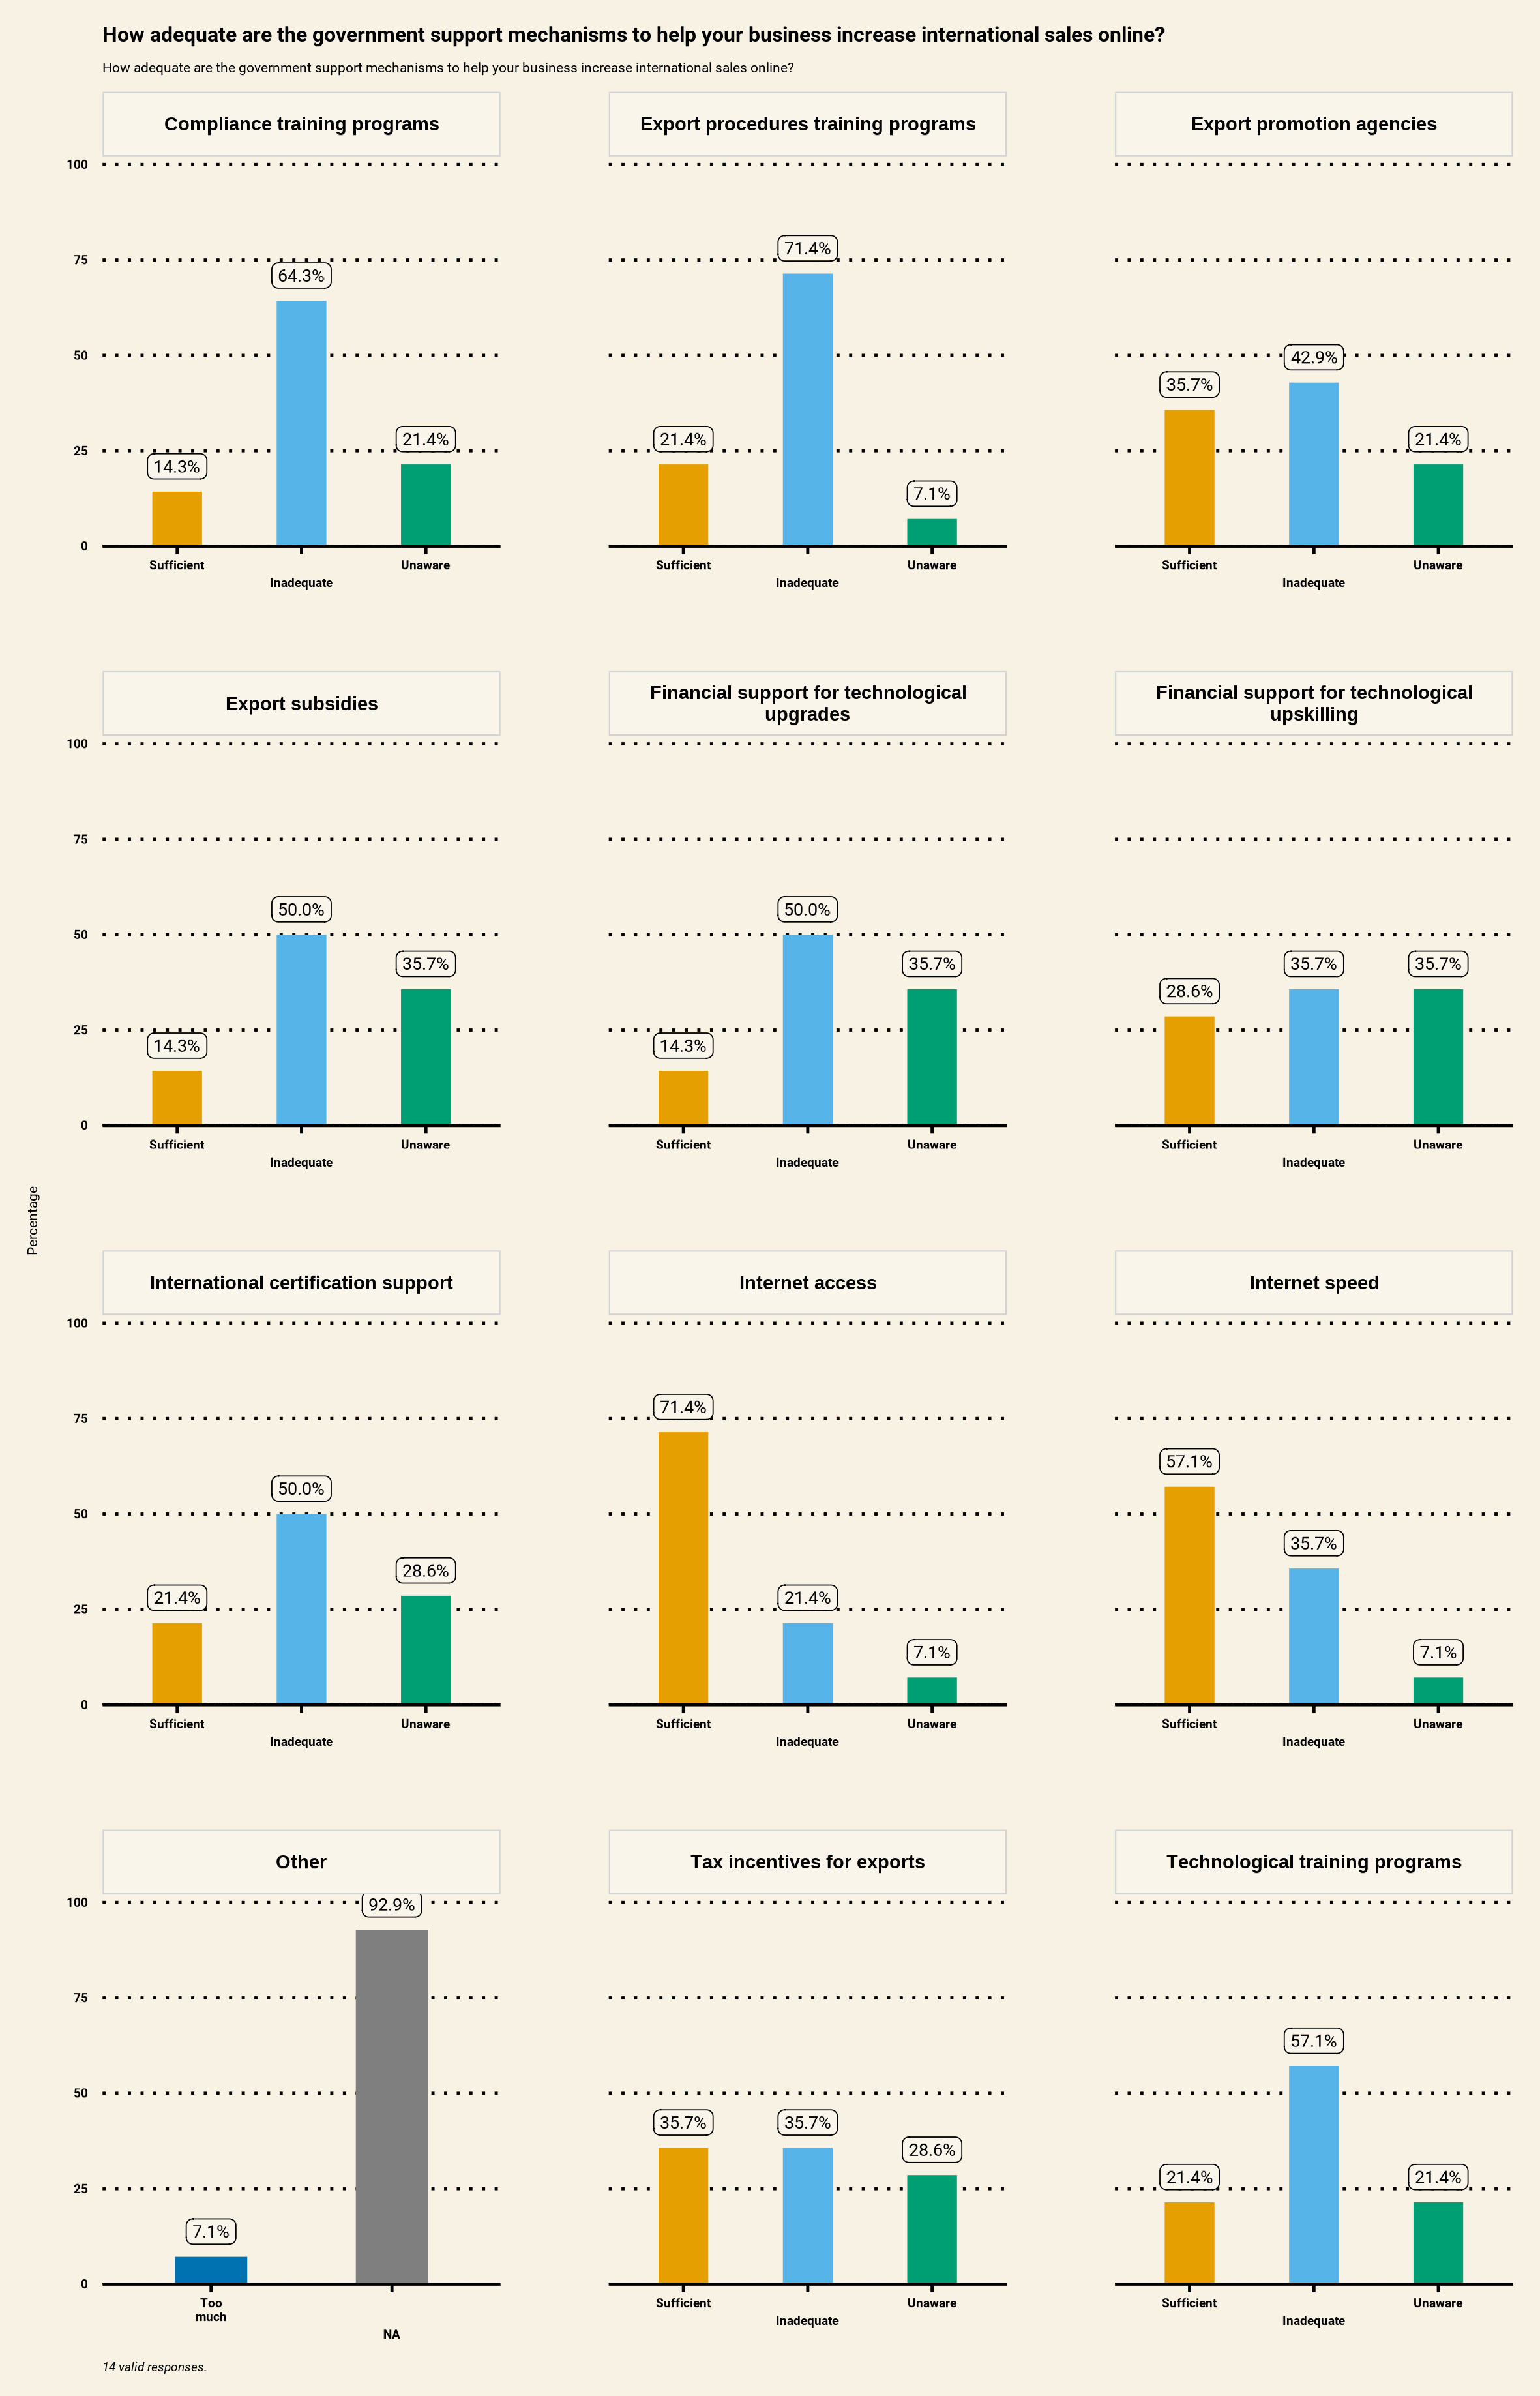 How adequate are the government support mechanisms to help your business increase international sales online?
How adequate are the government support mechanisms to help your business increase international sales online?
Compliance training programs
Export procedures training programs
Export promotion agencies
100
75
50
25
0
14.3%
64.3%
21.4%
21.4%
71.4%
7.1%
35.7%
42.9%
21.4%
Sufficient
Inadequate
Unaware
Sufficient
Inadequate
Unaware
Sufficient
Inadequate
Unaware
Export subsidies
Financial support for technological
upgrades
Financial support for technological
upskilling
100
75
50
25
0
14.3%
50.0%
35.7%
14.3%
50.0%
35.7%
28.6%
35.7%
35.7%
Sufficient
Inadequate
Unaware
Sufficient
Inadequate
Unaware
Sufficient
Inadequate
Unaware
Percentage
International certification support
Internet access
Internet speed
100
75
50
25
0
21.4%
50.0%
28.6%
71.4%
21.4%
7.1%
57.1%
35.7%
7.1%
Sufficient
Inadequate
Unaware
Sufficient
Inadequate
Unaware
Sufficient
Inadequate
Unaware
Other
Tax incentives for exports
Technological training programs
100
75
50
25
0
7.1%
92.9%
35.7%
35.7%
28.6%
21.4%
57.1%
21.4%
Too
much
NA
Sufficient
Inadequate
Unaware
Sufficient
Inadequate
Unaware
14 valid responses.